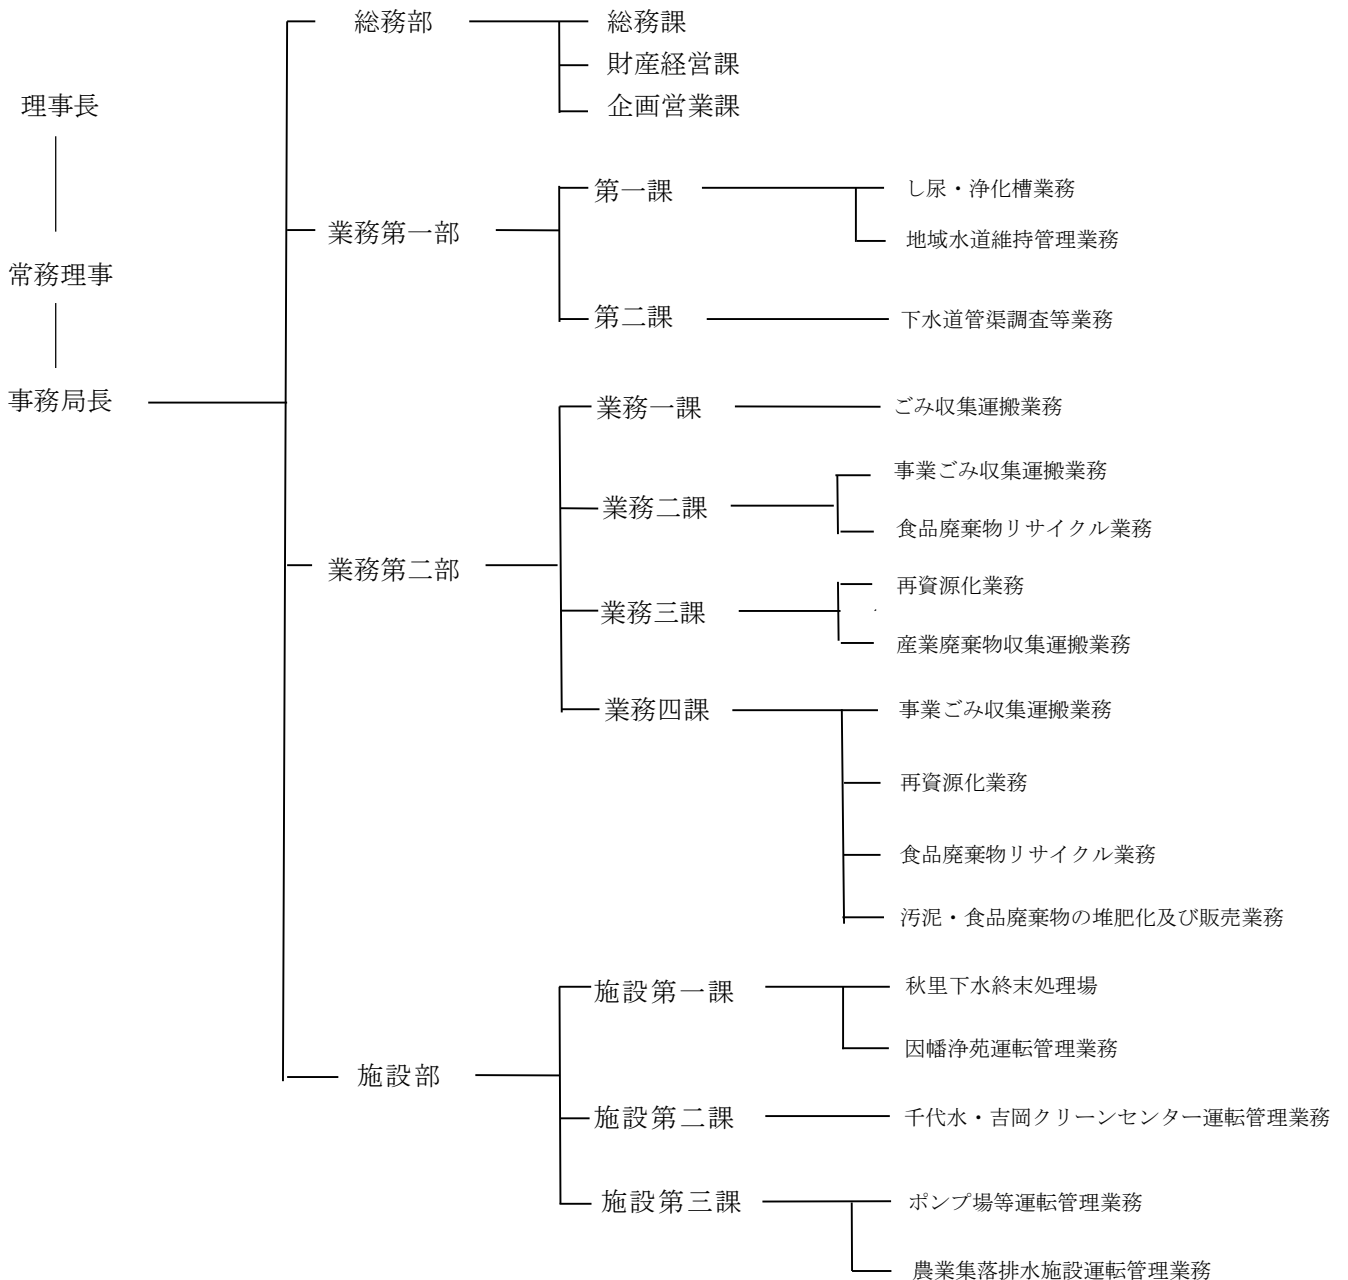 理事長
常務理事
事務局長
総務部
総務課
財産経営課
企画営業課
業務第一部
第一課
し尿・浄化槽業務
地域水道維持管理業務
第二課
下水道管渠調査等業務
業務第二部
業務一課
ごみ収集運搬業務
業務二課
事業ごみ収集運搬業務
食品廃棄物リサイクル業務
業務三課
再資源化業務
産業廃棄物収集運搬業務
業務四課
事業ごみ収集運搬業務
再資源化業務
食品廃棄物リサイクル業務
汚泥・食品廃棄物の堆肥化及び販売業務
施設部
施設第一課
秋里下水終末処理場
因幡浄苑運転管理業務
施設第二課
千代水・吉岡クリーンセンター運転管理業務
施設第三課
ポンプ場等運転管理業務
農業集落排水施設運転管理業務